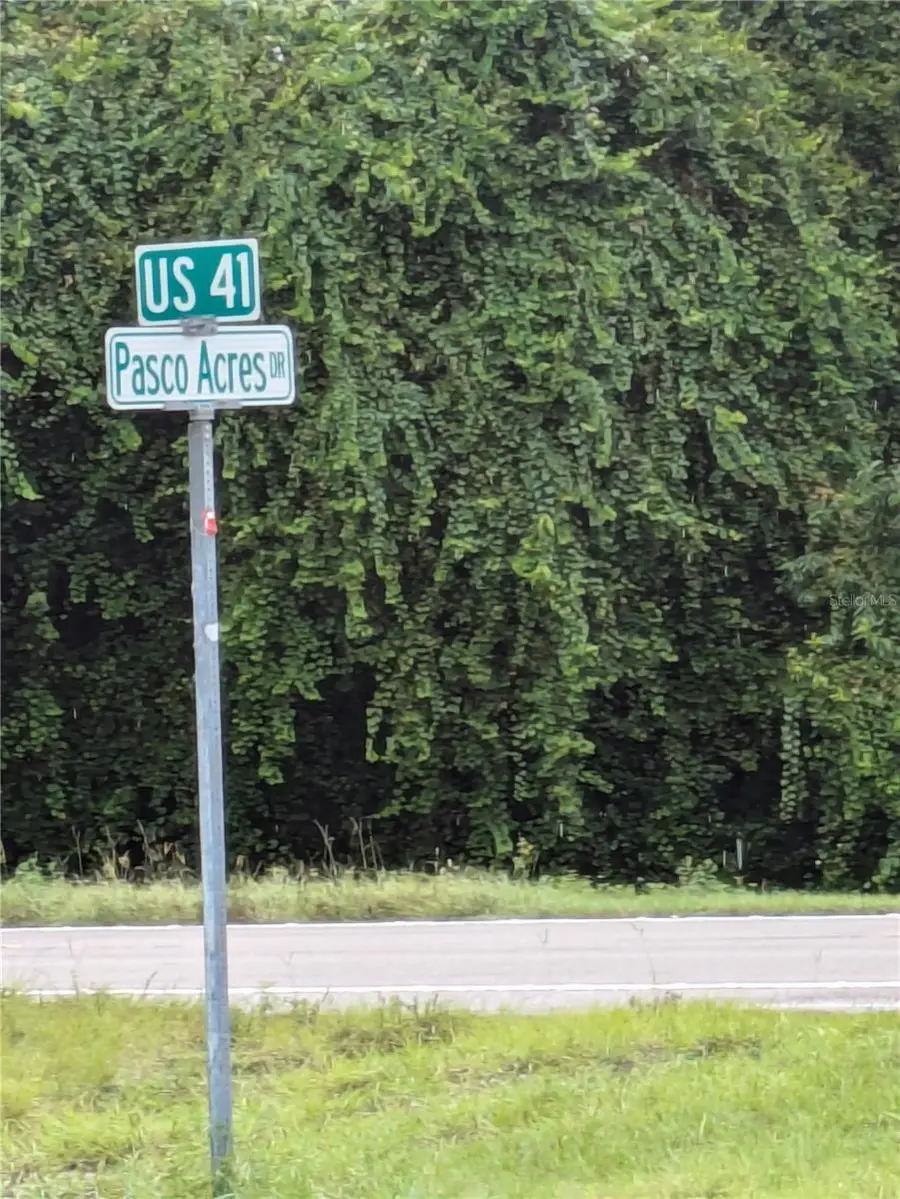 US 41
Pasco Acres DR
Stellar MLS